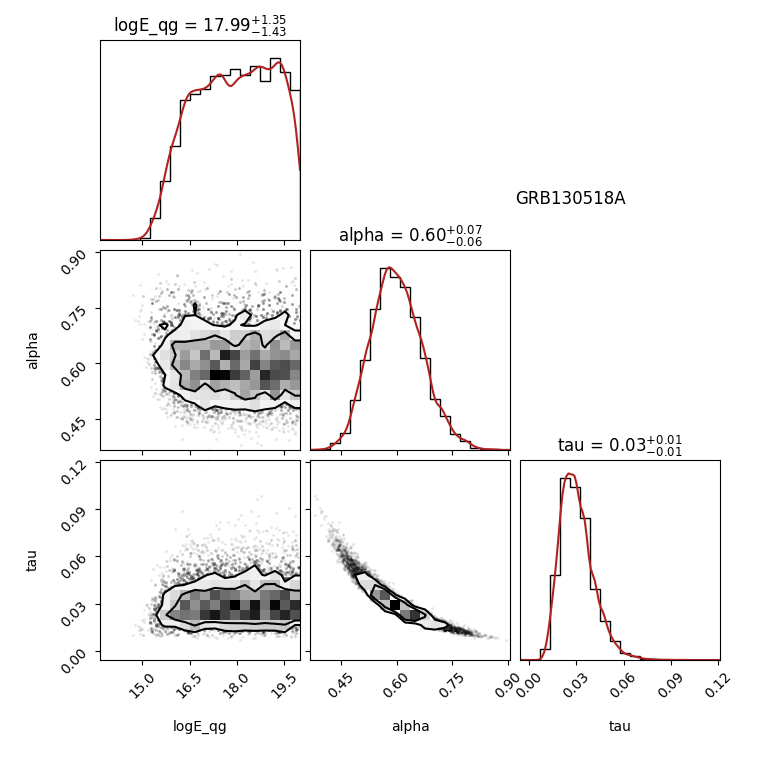 logE_qg = 17.99+1.35−1.43
GRB130518A
alpha = 0.60+0.07−0.06
0.90
0.75
0.60
0.45
alpha
tau = 0.03+0.01−0.01
0.12
0.09
0.06
0.03
0.00
tau
15.0 16.5 18.0 19.5
0.45 0.60 0.75 0.90
0.00 0.03 0.06 0.09 0.12
logE_qg alpha tau